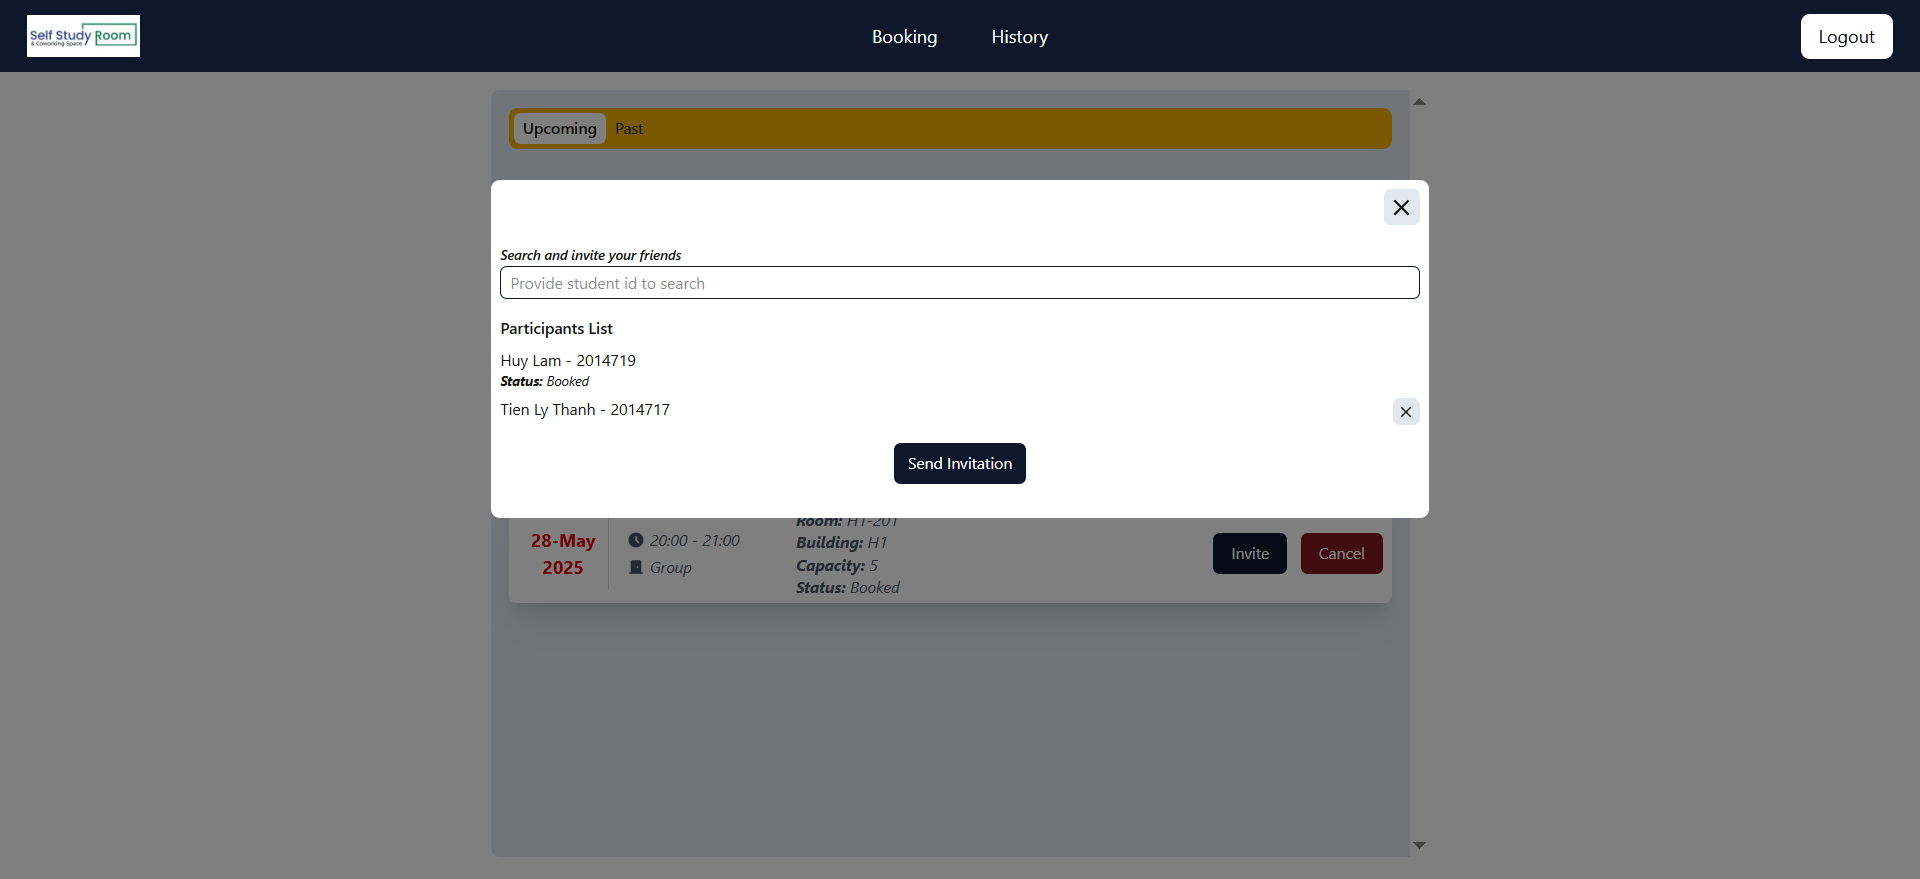 Self Study Room
& Coworking Space
Booking
History
Logout
Upcoming
Past
Search and invite your friends
Provide student id to search
Participants List
Huy Lam - 2014719
Status: Booked
Tien Ly Thanh - 2014717
Send Invitation
28-May
2025
20:00 - 21:00
Group
Room: H1-201
Building: H1
Capacity: 5
Status: Booked
Invite
Cancel